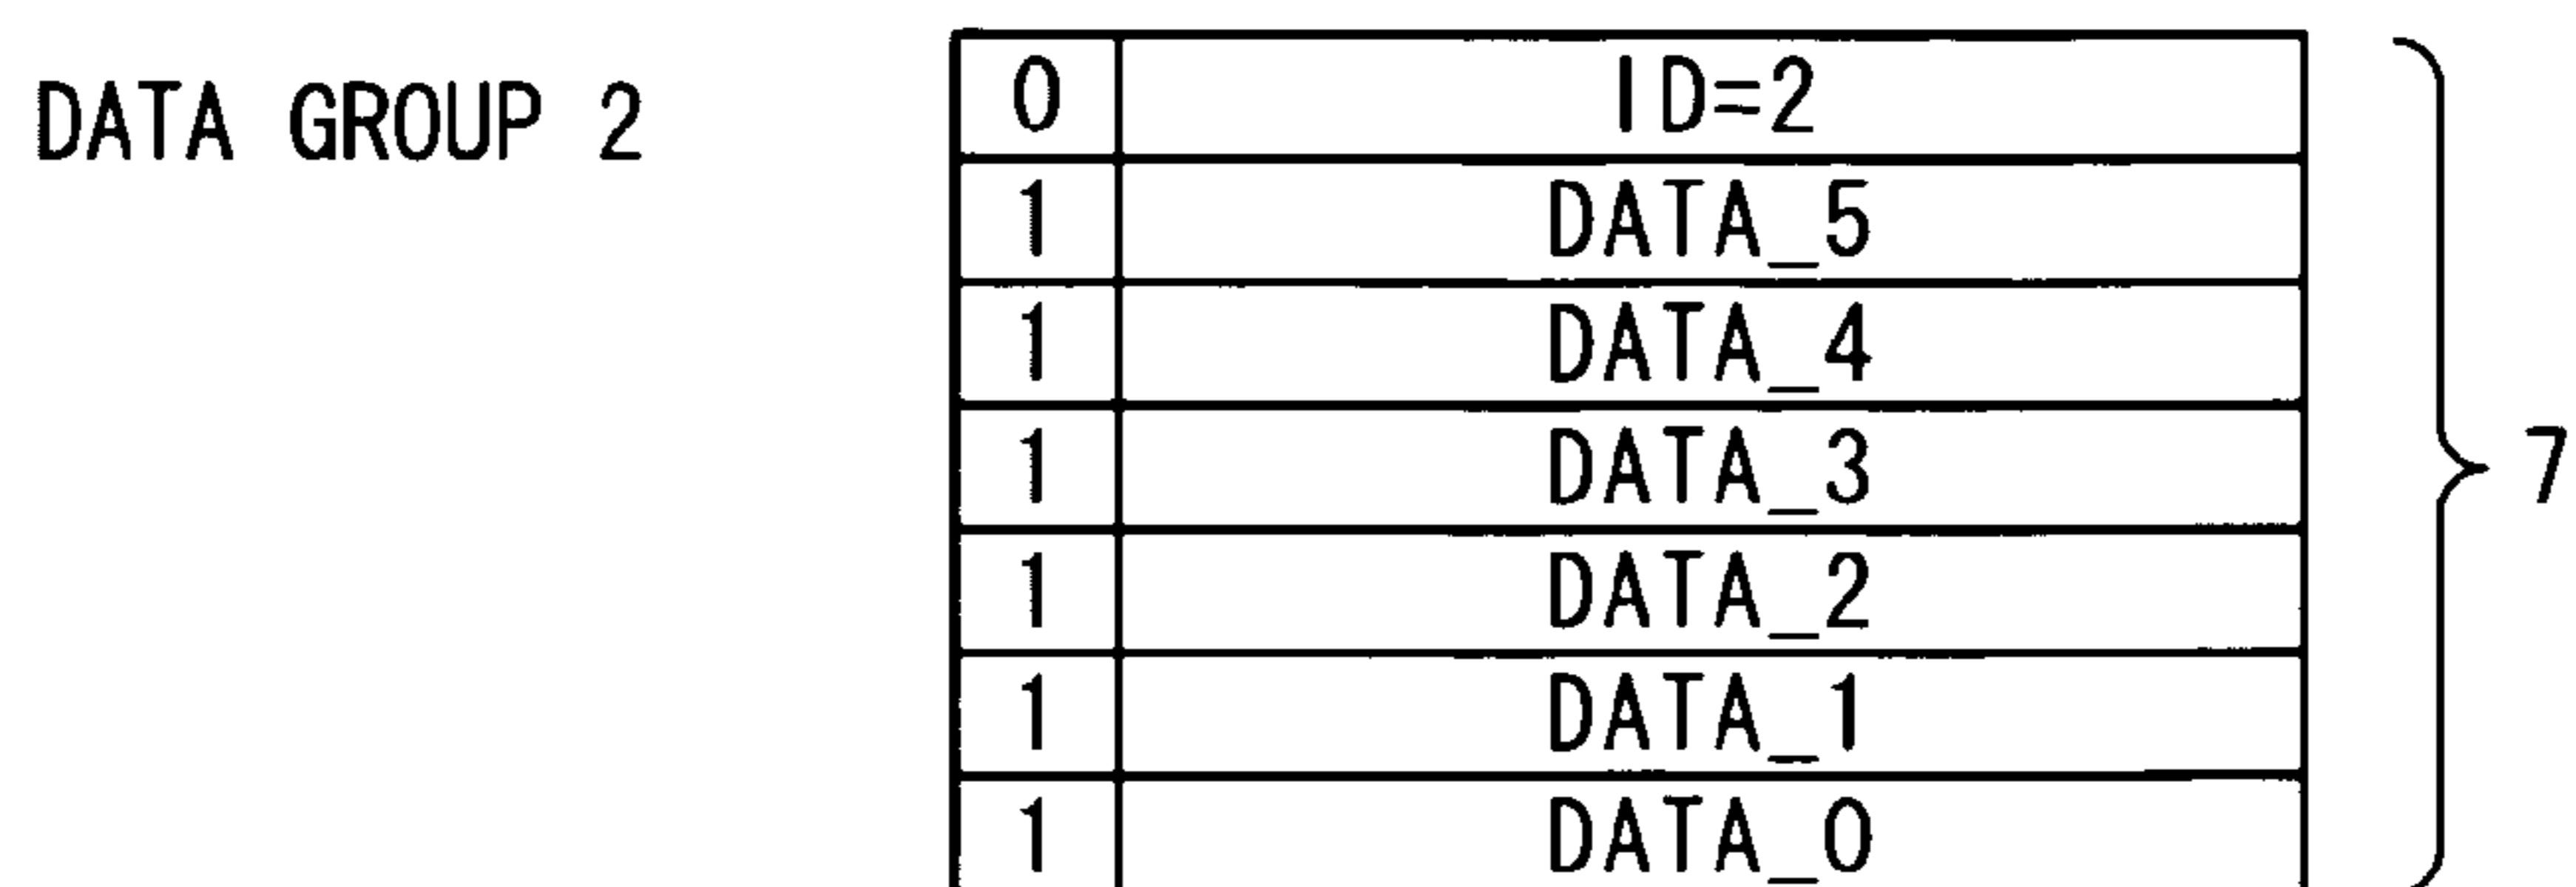 DATA GROUP 2 0 ID=2
1 DATA_5
1 DATA_4
1 DATA_3 7
1 DATA_2
1 DATA_1
1 DATA_0